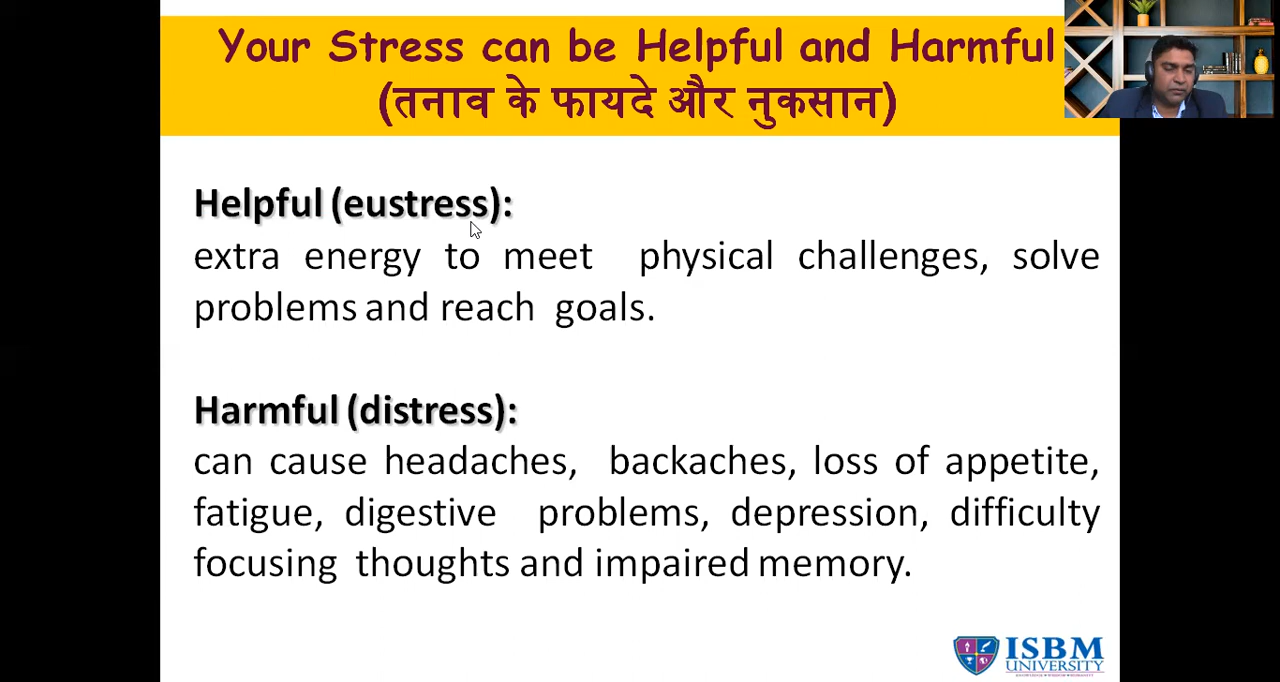 Your Stress can be Helpful and Harmful
(तनाव के फायदे और नुकसान)
Helpful (eustress):
extra energy to meet physical challenges, solve
problems and reach goals.
Harmful (distress):
can cause headaches, backaches, loss of appetite,
fatigue, digestive problems, depression, difficulty
focusing thoughts and impaired memory.
ISBM
UNIVERSITY